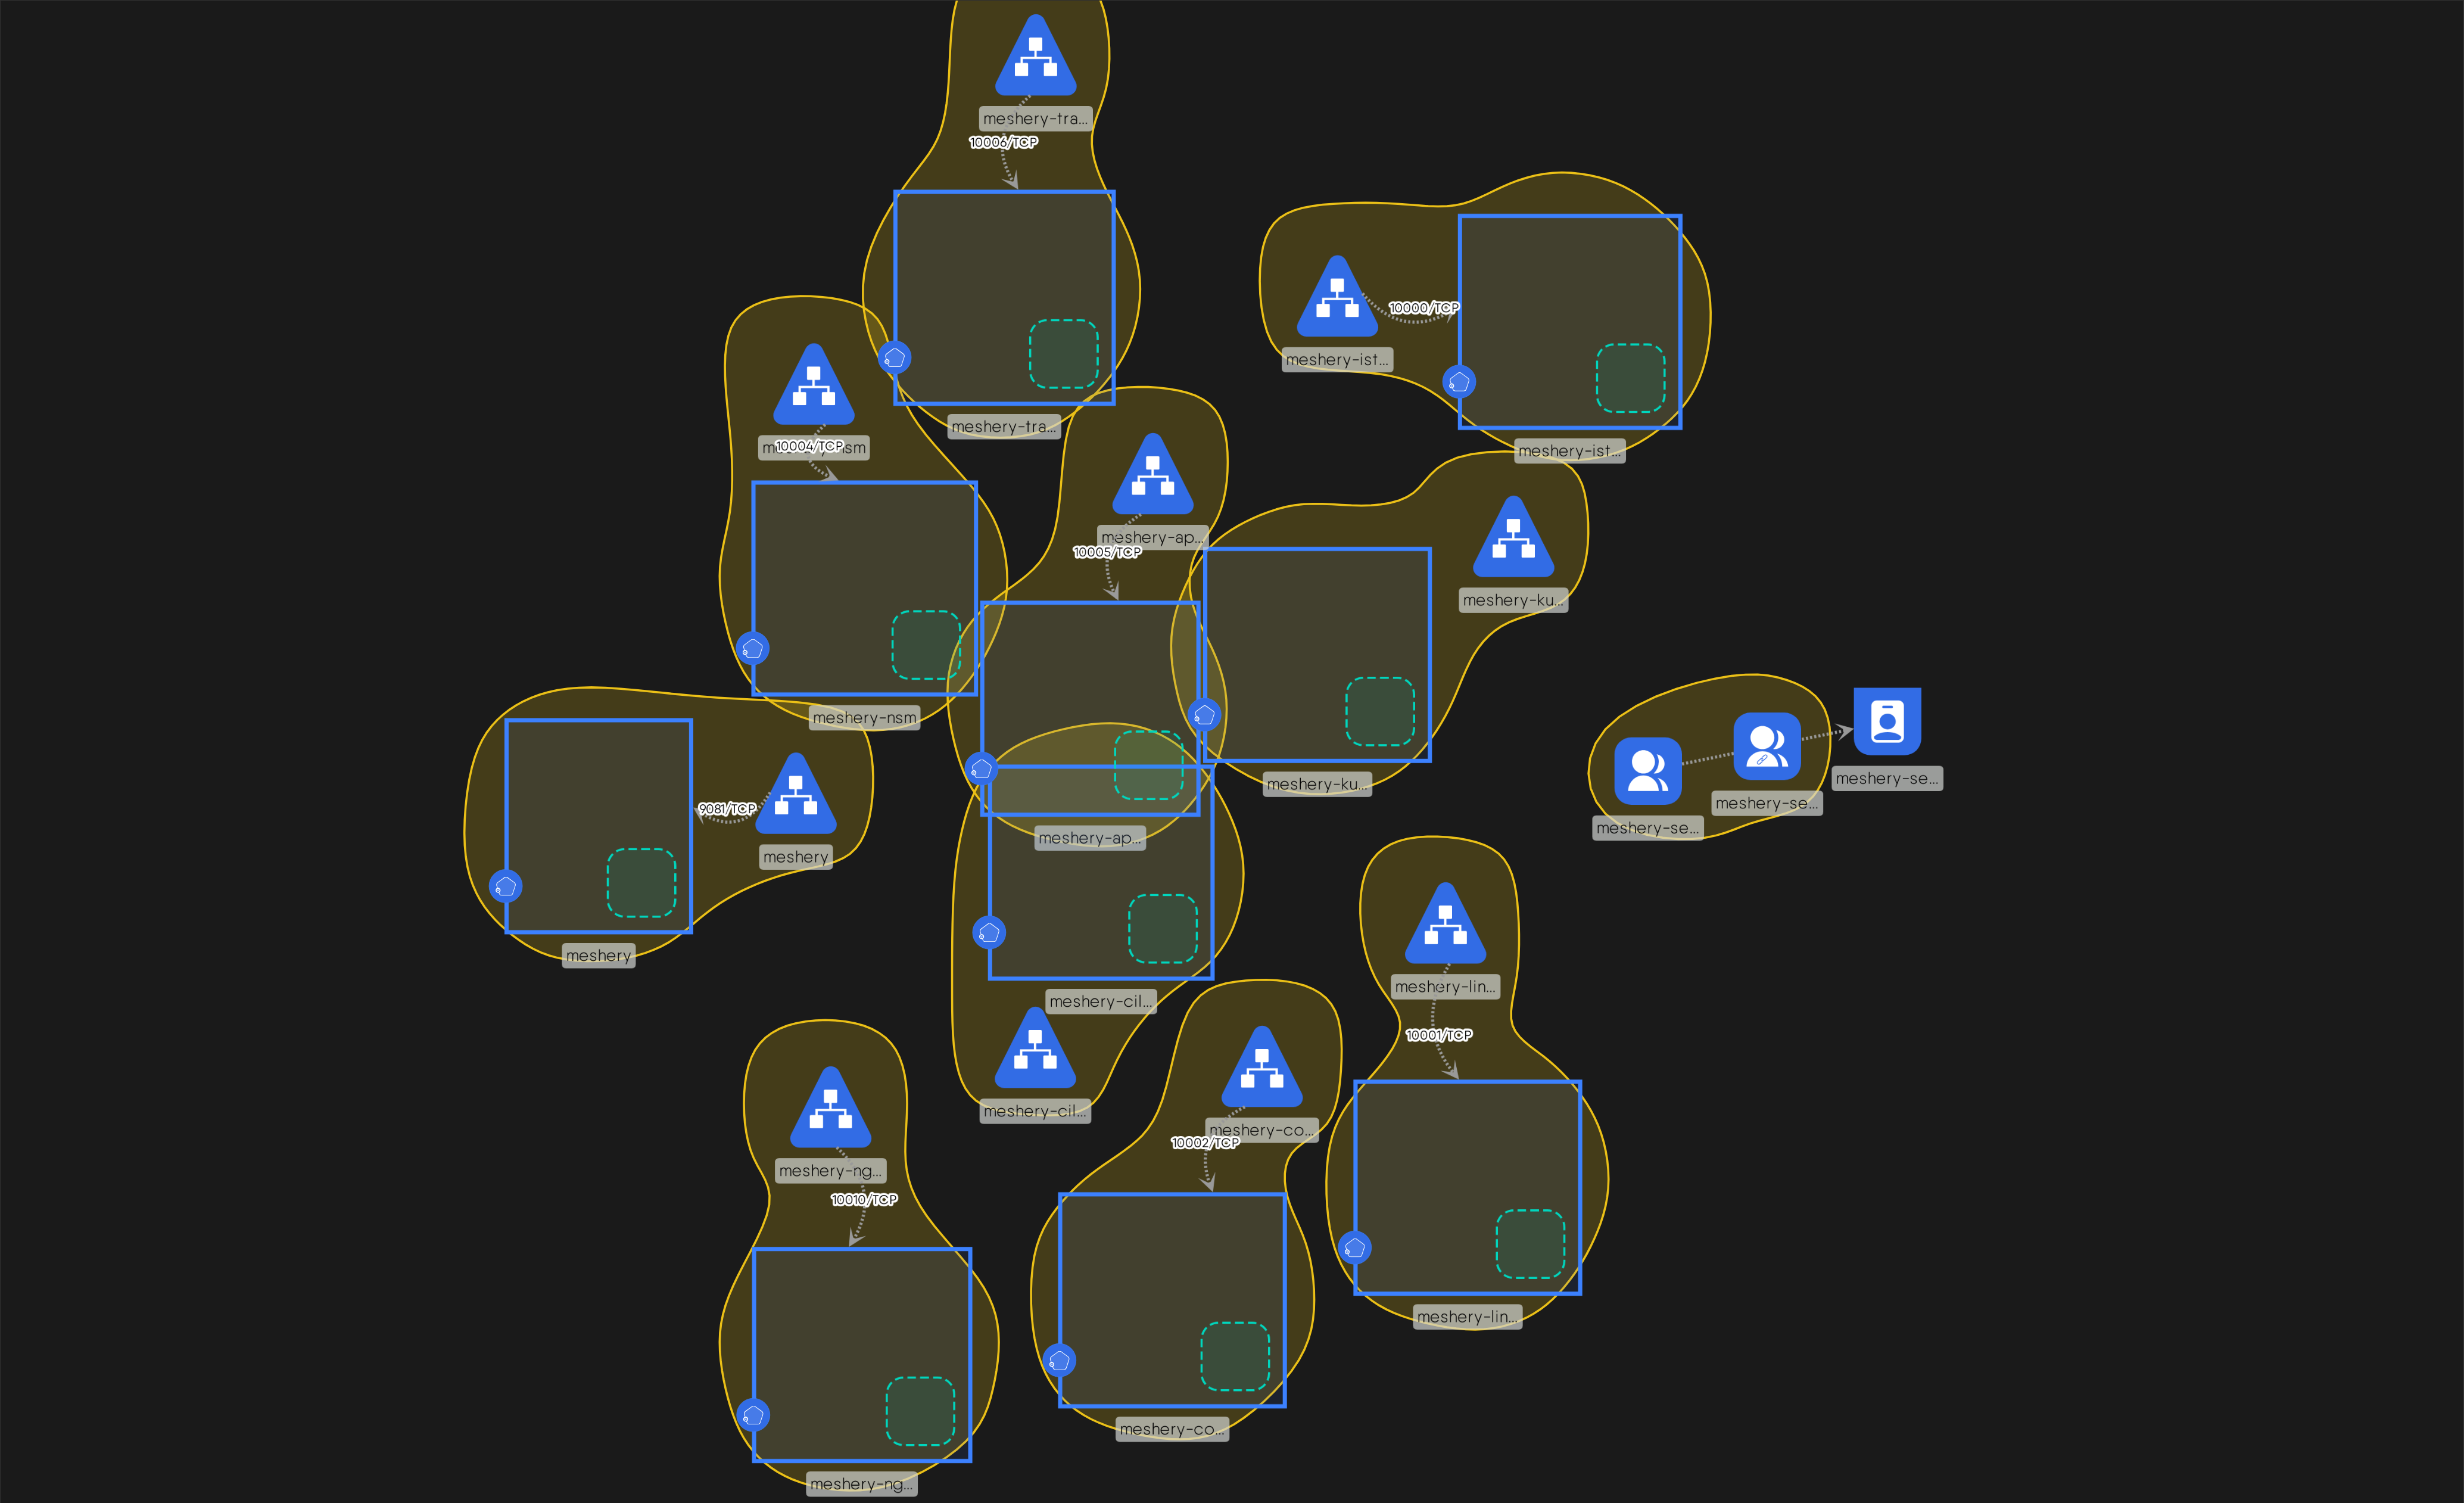 meshery-tra...
10006/TCP
meshery-tra...
10000/TCP
meshery-ist...
meshery-ist...
10004/TCP
meshery-nsm
meshery-ap...
10005/TCP
meshery-ap...
meshery-ku...
meshery-ku...
9081/TCP
meshery
meshery
meshery-se...
meshery-se...
meshery-se...
meshery-cil...
meshery-cil...
meshery-lin...
10001/TCP
meshery-lin...
meshery-co...
10002/TCP
meshery-co...
meshery-ng...
10010/TCP
meshery-ng...